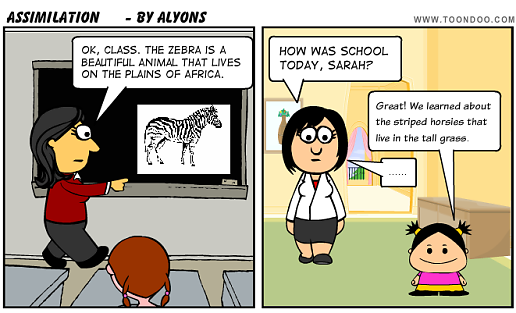 ASSIMILATION - BY ALYONS
WWW.TOONDOO.COM
OK, CLASS. THE ZEBRA IS A
BEAUTIFUL ANIMAL THAT LIVES
ON THE PLAINS OF AFRICA.
HOW WAS SCHOOL
TODAY, SARAH?
Great! We learned about
the striped horsies that
live in the tall grass.
.....